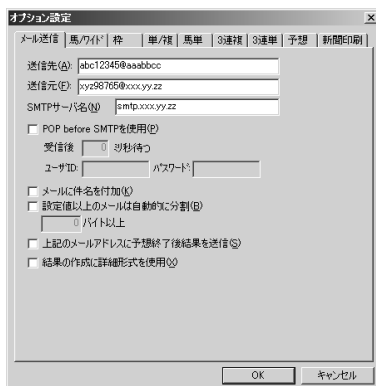 オプション設定
メール送信 馬/ワイド 枠 単/複 馬単 3連複 3連単 予想 新聞印刷
送信先(A): abc12345@aaabbcc
送信元(F): xyz98765@xxx.yy.zz
SMTPサーバ名(N) smtp.xxx.yy.zz
POP before SMTPを使用(P)
受信後 0 ミリ秒待つ
ユーザID: パスワード:
メールに件名を付加(K)
設定値以上のメールは自動的に分割(B)
0 バイト以上
上記のメールアドレスに予想終了後結果を送信(S)
結果の作成に詳細形式を使用(X)
OK キャンセル